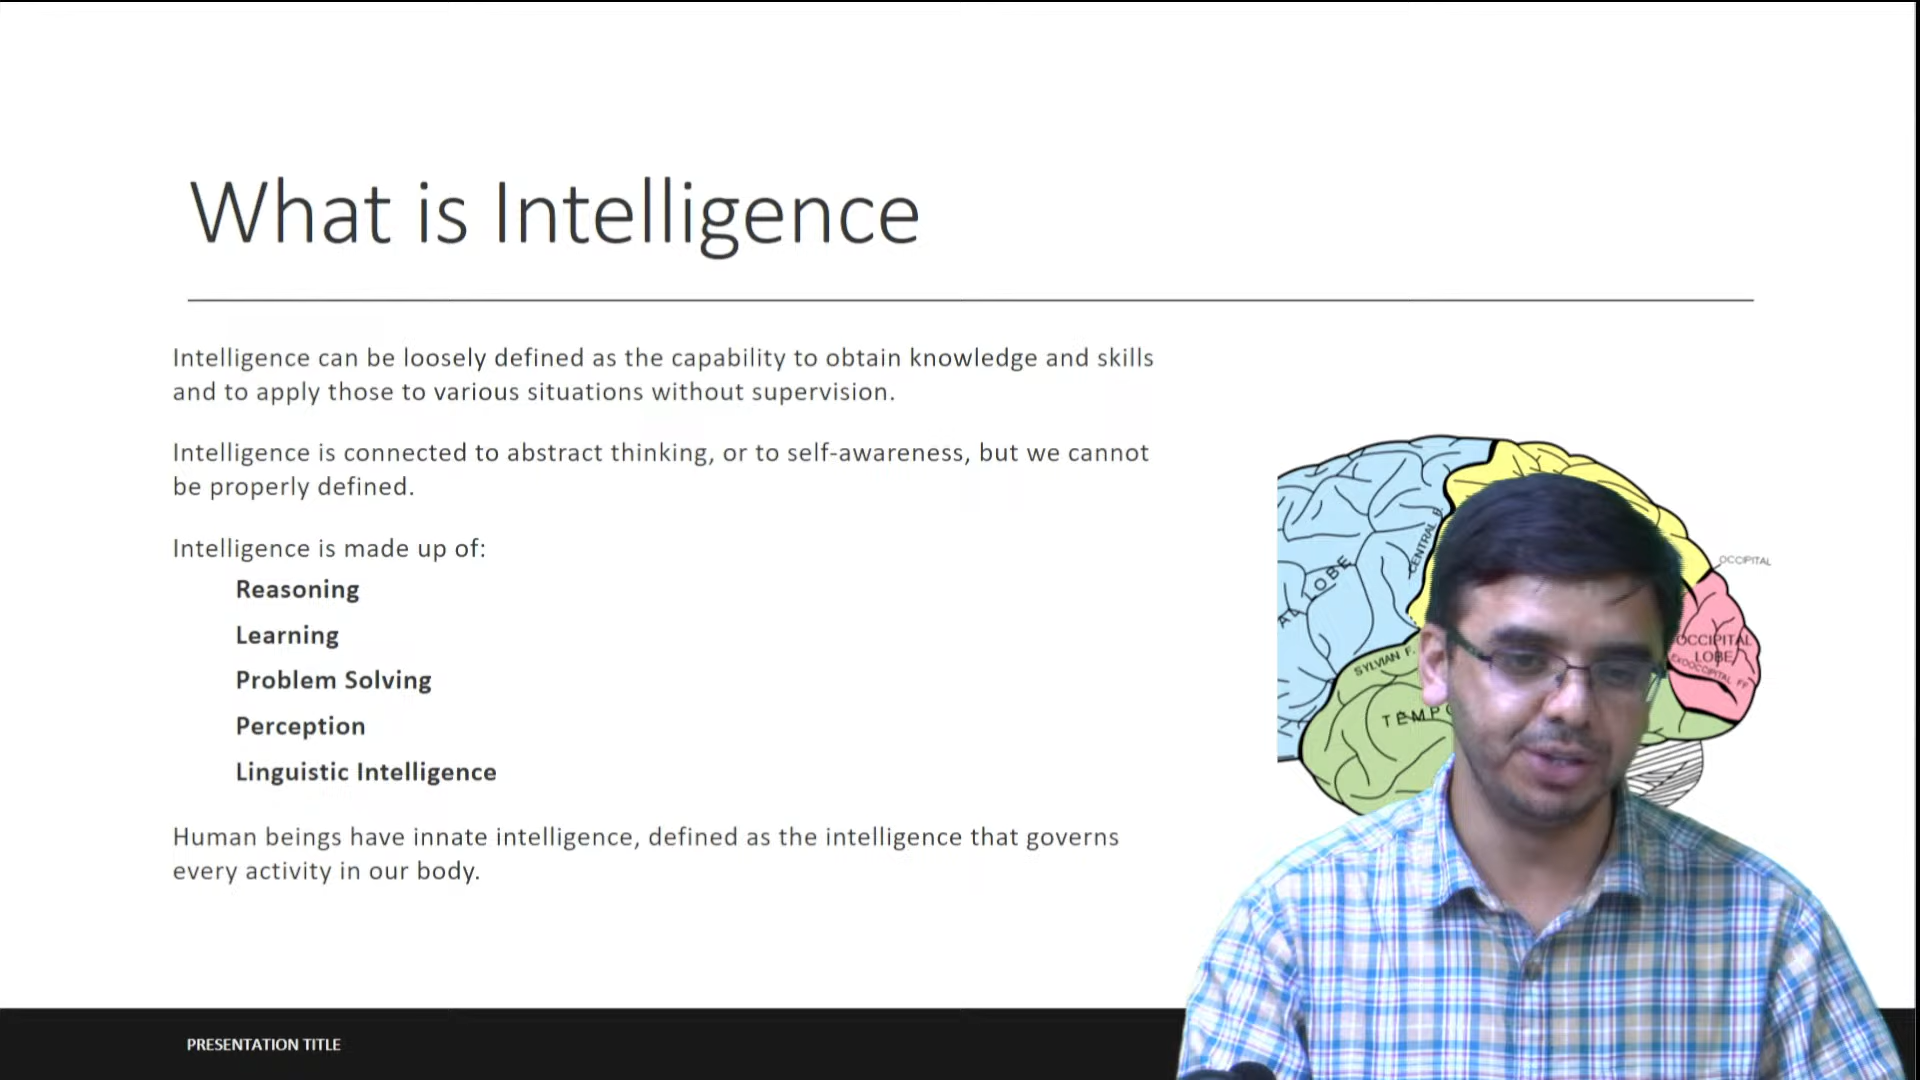 What is Intelligence
Intelligence can be loosely defined as the capability to obtain knowledge and skills
and to apply those to various situations without supervision.
Intelligence is connected to abstract thinking, or to self-awareness, but we cannot
be properly defined.
Intelligence is made up of:
Reasoning
Learning
Problem Solving
Perception
Linguistic Intelligence
Human beings have innate intelligence, defined as the intelligence that governs
every activity in our body.
OCCIPITAL
LOBE
CENTRAL
SYLVIAN F.
OCCIPITAL
LOBE
PRESENTATION TITLE